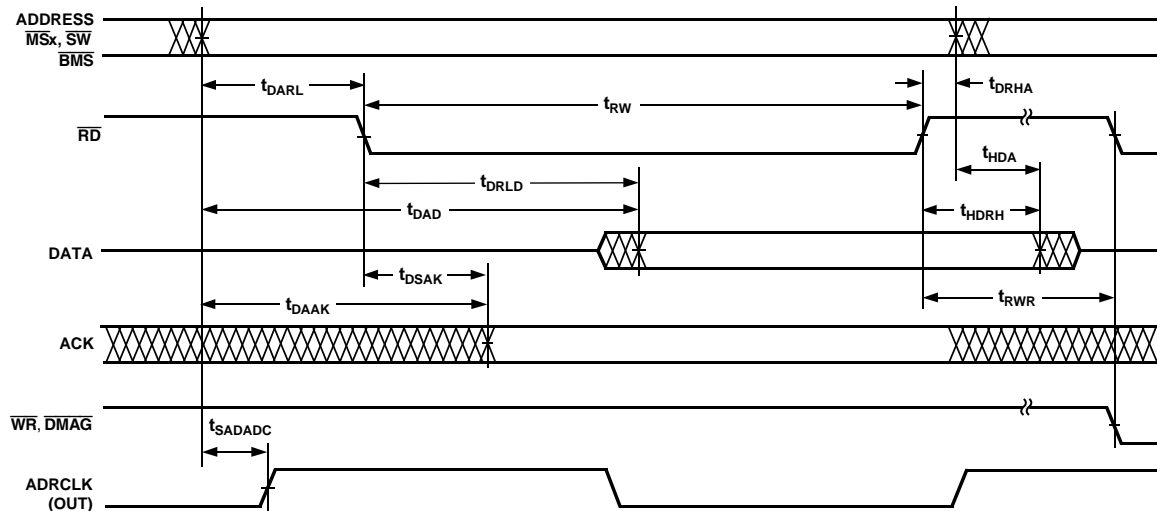 ADDRESS
MSx, SW
BMS
tDARL
tRW
tDRHA
RD
tHDA
tDRLD
tDAD
tHDRH
DATA
tDSAK
tDAAK
tRWR
ACK
WR, DMAG
tSADADC
ADRCLK
(OUT)